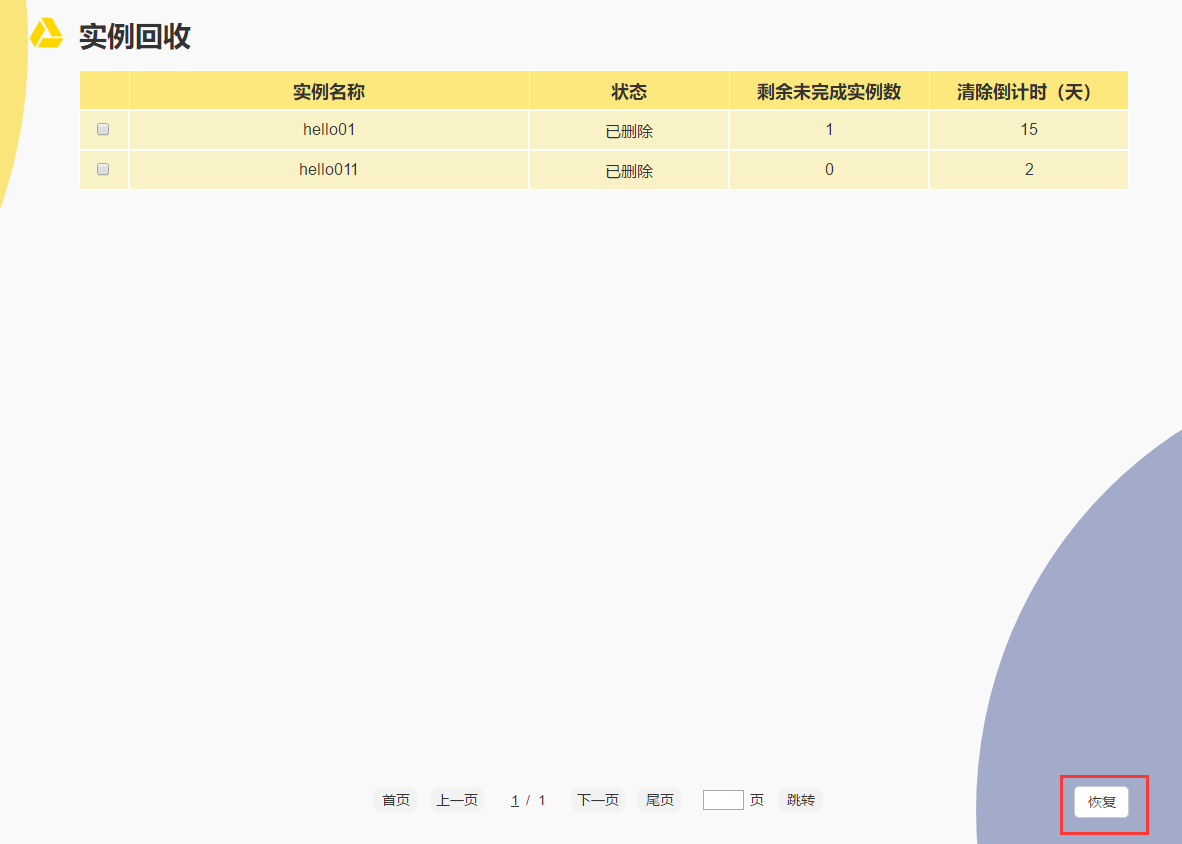 实例回收
实例名称 状态 剩余未完成实例数 清除倒计时（天）
hello01 已删除 1 15
hello011 已删除 0 2
首页 上一页 1 / 1 下一页 尾页 页 跳转 恢复